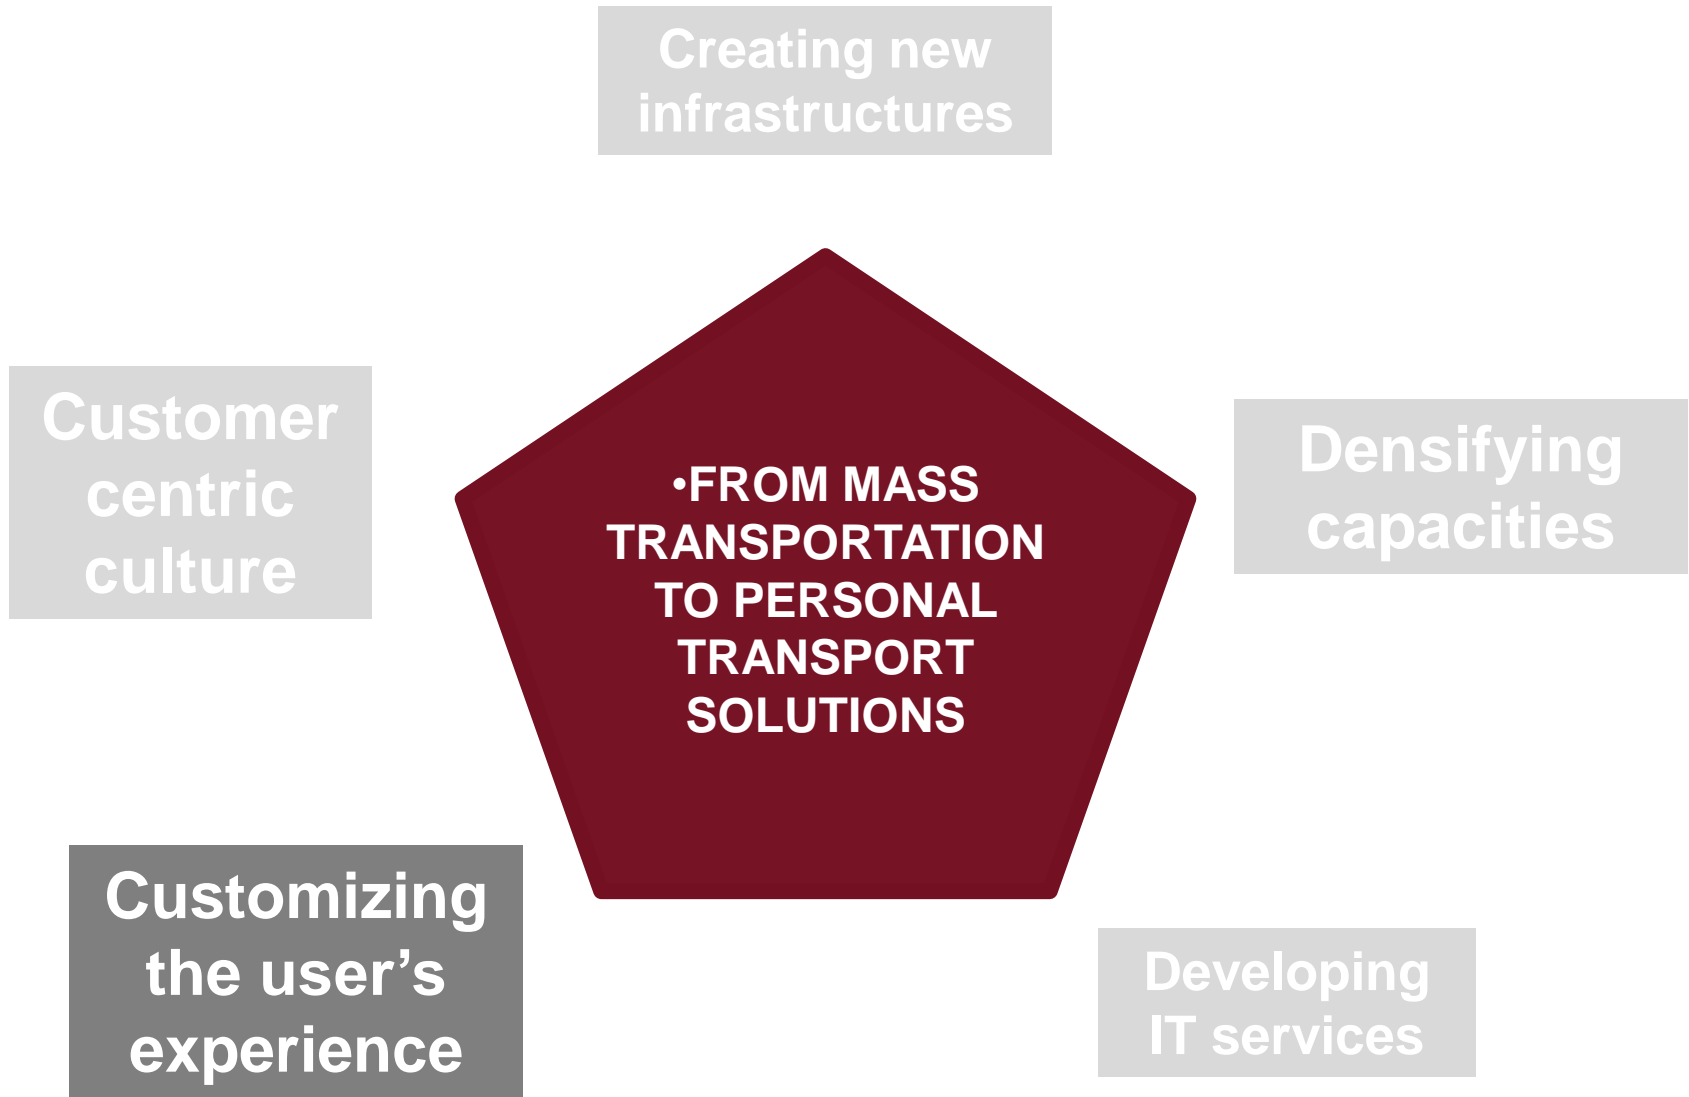 Creating new
infrastructures
Customer
centric
culture
•FROM MASS
TRANSPORTATION
TO PERSONAL
TRANSPORT
SOLUTIONS
Densifying
capacities
Customizing
the user’s
experience
Developing
IT services